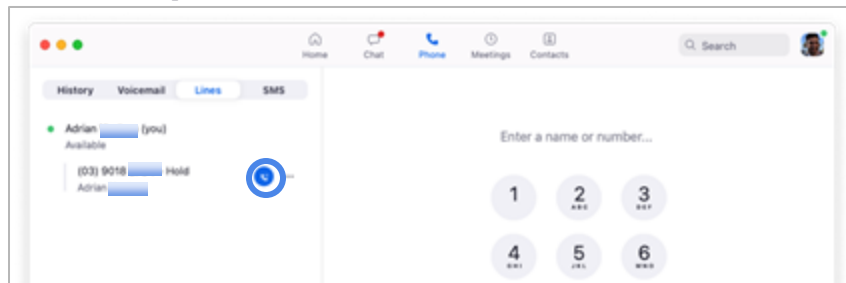 Home Chat Phone Meetings Contacts
Search
History Voicemail Lines SMS
Adrian (you)
Available
(03) 9018 Hold
Adrian
Enter a name or number...
1 2 3
ABC DEF
4 5 6
GHI JKL MNO